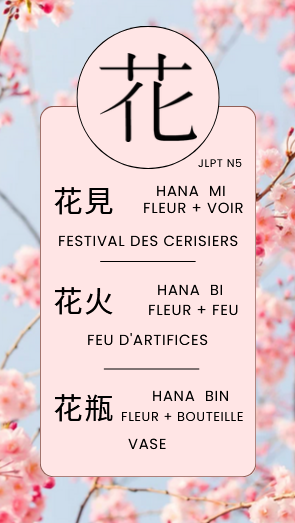 花
JLPT N5
花見
HANA MI
FLEUR + VOIR
FESTIVAL DES CERISIERS
花火
HANA BI
FLEUR + FEU
FEU D'ARTIFICES
花瓶
HANA BIN
FLEUR + BOUTEILLE
VASE